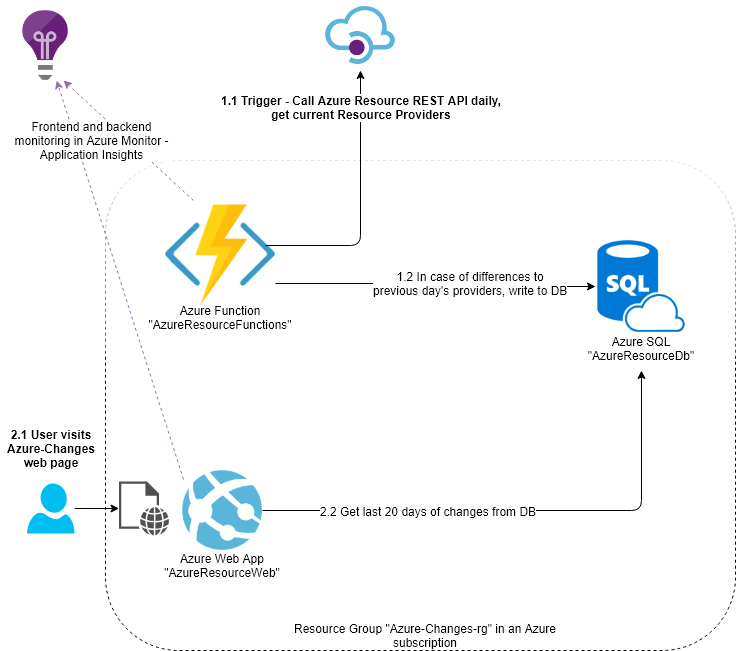 1.1 Trigger - Call Azure Resource REST API daily,
get current Resource Providers
Frontend and backend
monitoring in Azure Monitor -
Application Insights
Azure Function
"AzureResourceFunctions"
1.2 In case of differences to
previous day's providers, write to DB
SQL
Azure SQL
"AzureResourceDb"
2.1 User visits
Azure-Changes
web page
2.2 Get last 20 days of changes from DB
Azure Web App
"AzureResourceWeb"
Resource Group "Azure-Changes-rg" in an Azure
subscription